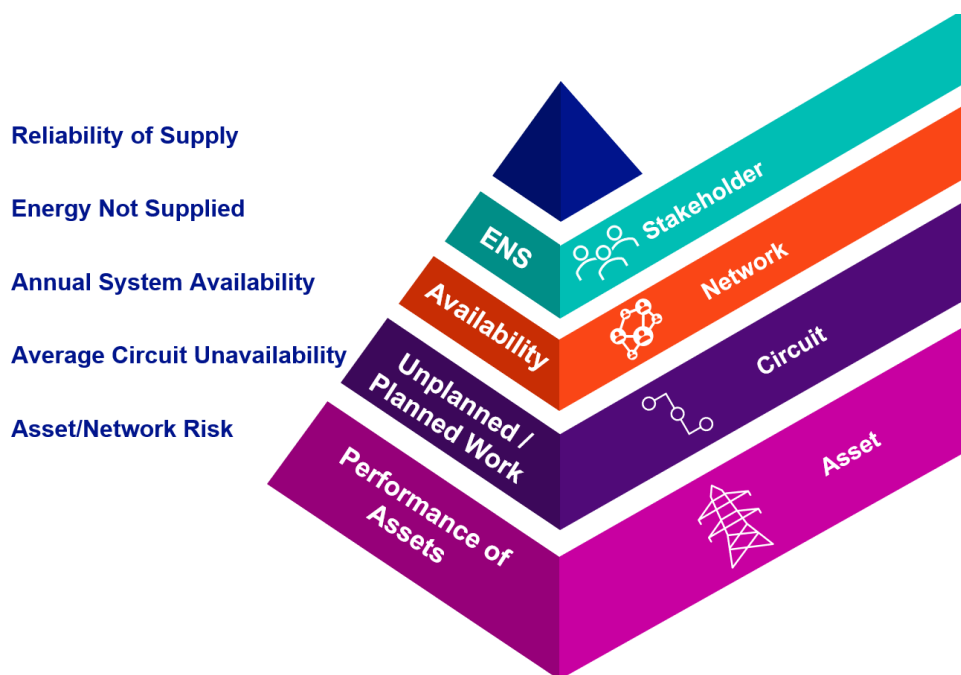 Reliability of Supply
Energy Not Supplied
Annual System Availability
Average Circuit Unavailability
Asset/Network Risk
ENS
Stakeholder
Availability
Network
Unplanned /
Planned Work
Circuit
Performance of
Assets
Asset